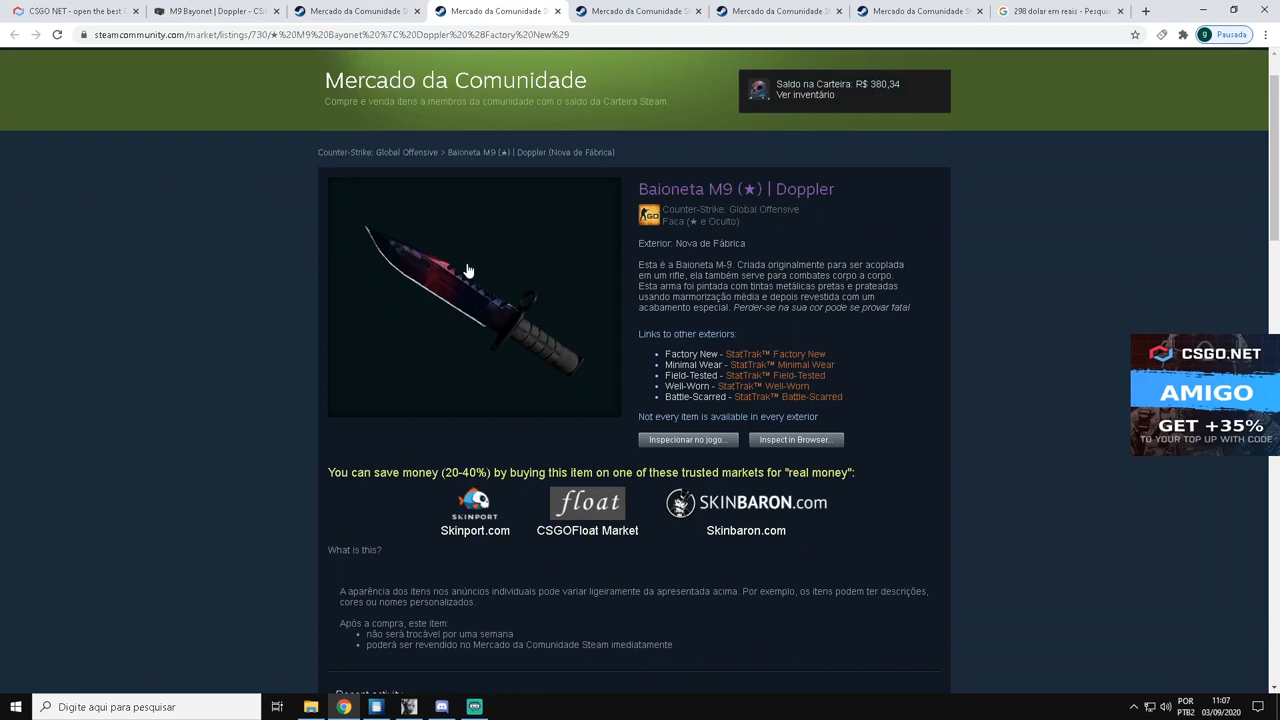 CSGO.NET - open the best C
M9 Bayonet | Doppler - CS:
Mercado da Comunidade Steam
Mercado da Comunidade Steam
Mercado da Comunidade Steam
Mercado da Comunidade Steam
Mercado da Comunidade Steam
298 dolar em reais - Pesqui
steamcommunity.com/market/listings/730/★%20M9%20Bayonet%20%7C%20Doppler%20%28Factory%20New%29
g
Pausada
Mercado da Comunidade
Compre e venda itens a membros da comunidade com o saldo da Carteira Steam.
Saldo na Carteira: R$ 380,34
Ver inventário
Counter-Strike: Global Offensive > Baioneta M9 (★) | Doppler (Nova de Fábrica)
Baioneta M9 (★) | Doppler
GO
Counter-Strike: Global Offensive
Faca (★ e Oculto)
Exterior: Nova de Fábrica
Esta é a Baioneta M-9. Criada originalmente para ser acoplada
em um rifle, ela também serve para combates corpo a corpo.
Esta arma foi pintada com tintas metálicas pretas e prateadas
usando marmorização média e depois revestida com um
acabamento especial. Perder-se na sua cor pode se provar fatal
Links to other exteriors:
Factory New - StatTrak™ Factory New
Minimal Wear - StatTrak™ Minimal Wear
Field-Tested - StatTrak™ Field-Tested
Well-Worn - StatTrak™ Well-Worn
Battle-Scarred - StatTrak™ Battle-Scarred
Not every item is available in every exterior
Inspecionar no jogo...
Inspect in Browser...
CSGO.NET
AMIGO
GET +35%
TO YOUR TOP UP WITH CODE
You can save money (20-40%) by buying this item on one of these trusted markets for "real money":
SKINPORT
float
SKINBARON.com
Skinport.com
CSGOFloat Market
Skinbaron.com
What is this?
A aparência dos itens nos anúncios individuais pode variar ligeiramente da apresentada acima. Por exemplo, os itens podem ter descrições,
cores ou nomes personalizados.
Após a compra, este item:
não será trocável por uma semana
poderá ser revendido no Mercado da Comunidade Steam imediatamente
Recent activity
Digite aqui para pesquisar
POR
PTB2
11:07
03/09/2020